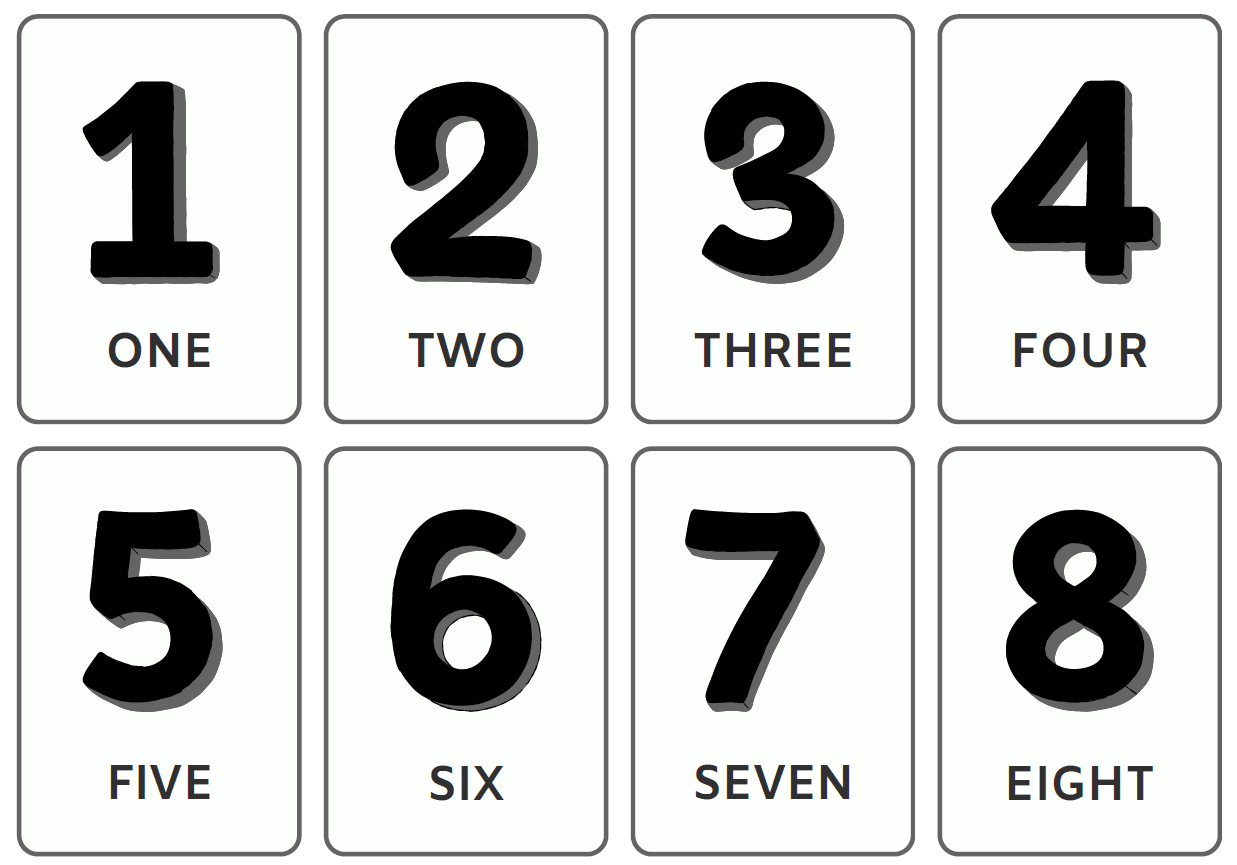 1 2 3 4
ONE TWO THREE FOUR
5 6 7 8
FIVE SIX SEVEN EIGHT